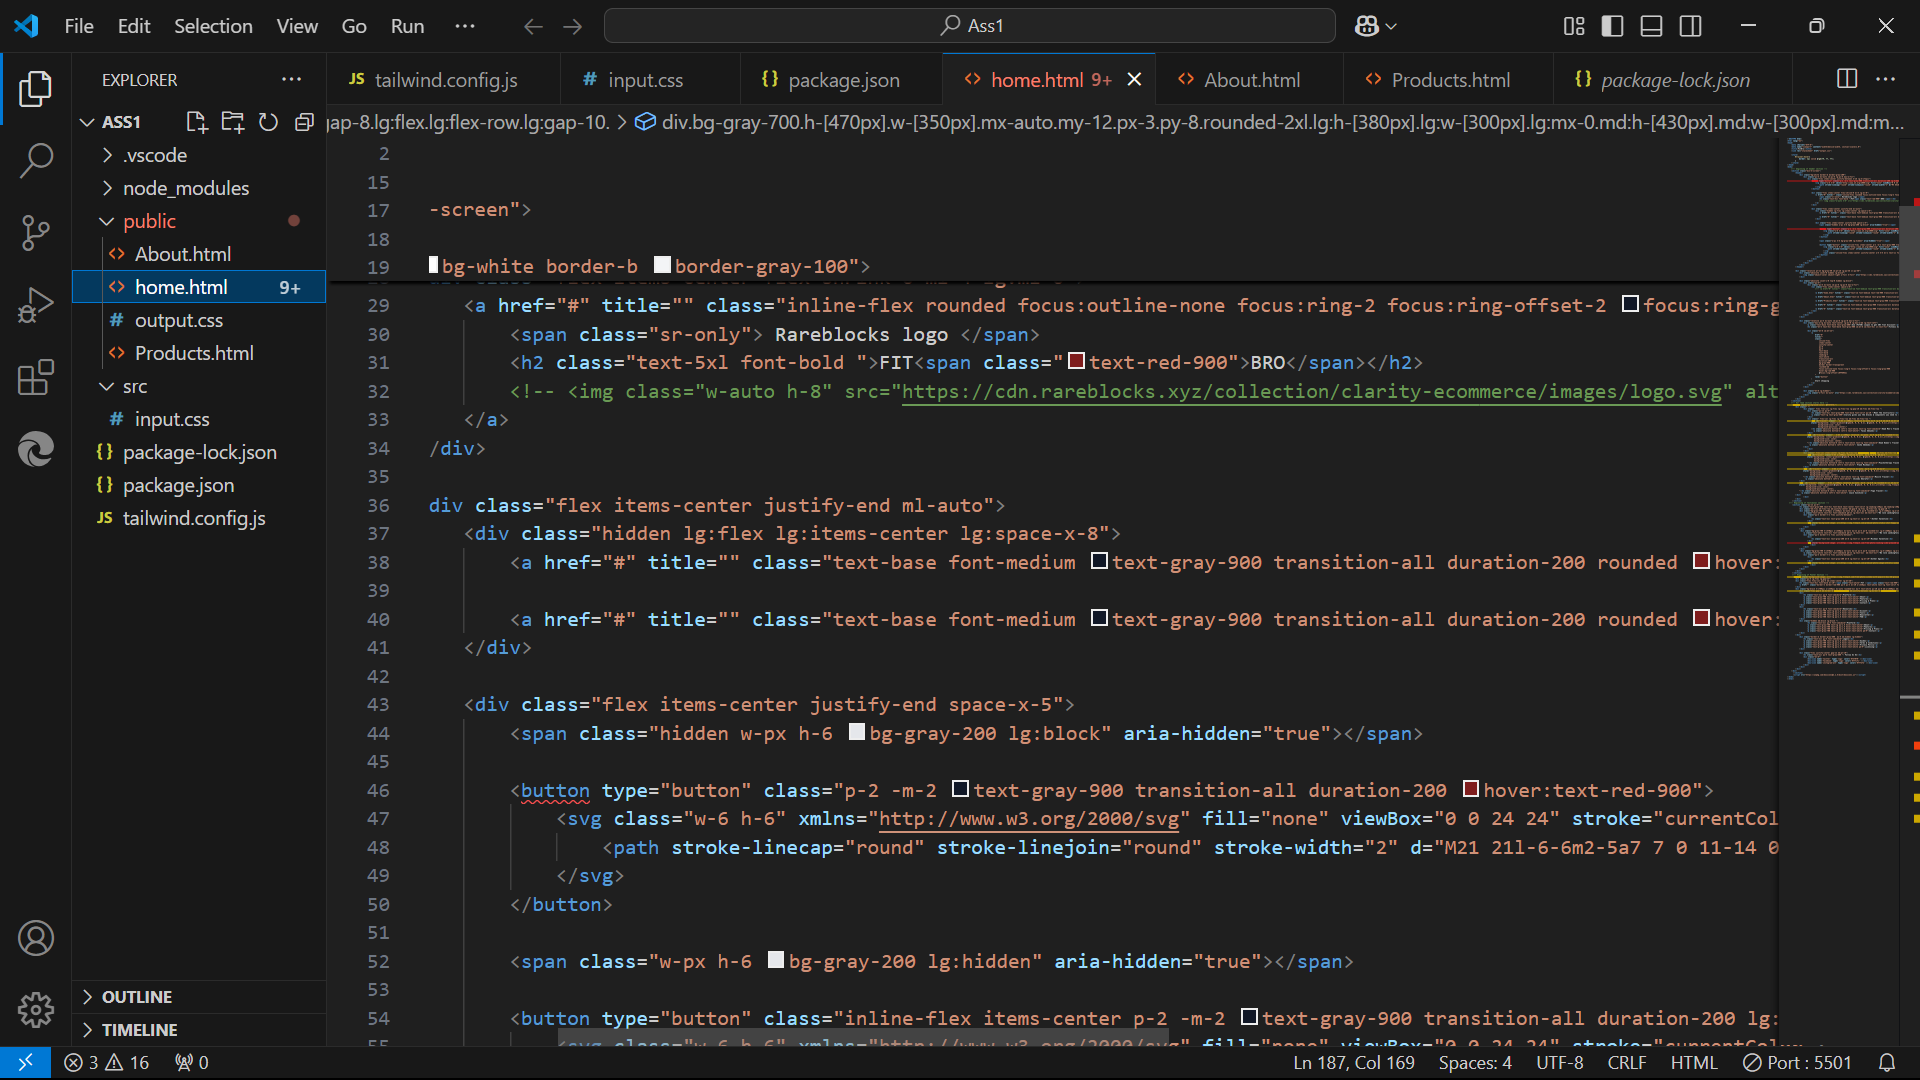 File Edit Selection View Go Run ··· Ass1
EXPLORER
ASS1
.vscode
node_modules
public
About.html
home.html 9+
output.css
Products.html
src
input.css
package-lock.json
package.json
tailwind.config.js
OUTLINE
TIMELINE
JS tailwind.config.js # input.css {} package.json <> home.html 9+ <> About.html <> Products.html {} package-lock.json
gap-8.lg:flex.lg:flex-row.lg:gap-10. > div.bg-gray-700.h-[470px].w-[350px].mx-auto.my-12.px-3.py-8.rounded-2xl.lg:h-[380px].lg:w-[300px].lg:mx-0.md:h-[430px].md:w-[300px].md:m...
2
15
17 -screen">
18
19 bg-white border-b border-gray-100">
29 <a href="#" title="" class="inline-flex rounded focus:outline-none focus:ring-2 focus:ring-offset-2 focus:ring-g
30 <span class="sr-only"> Rareblocks logo </span>
31 <h2 class="text-5xl font-bold ">FIT<span class="text-red-900">BRO</span></h2>
32 <!-- <img class="w-auto h-8" src="https://cdn.rareblocks.xyz/collection/clarity-ecommerce/images/logo.svg" alt
33 </a>
34 /div>
35
36 div class="flex items-center justify-end ml-auto">
37 <div class="hidden lg:flex lg:items-center lg:space-x-8">
38 <a href="#" title="" class="text-base font-medium text-gray-900 transition-all duration-200 rounded hover:
39
40 <a href="#" title="" class="text-base font-medium text-gray-900 transition-all duration-200 rounded hover:
41 </div>
42
43 <div class="flex items-center justify-end space-x-5">
44 <span class="hidden w-px h-6 bg-gray-200 lg:block" aria-hidden="true"></span>
45
46 <button type="button" class="p-2 -m-2 text-gray-900 transition-all duration-200 hover:text-red-900">
47 <svg class="w-6 h-6" xmlns="http://www.w3.org/2000/svg" fill="none" viewBox="0 0 24 24" stroke="currentCol
48 <path stroke-linecap="round" stroke-linejoin="round" stroke-width="2" d="M21 21l-6-6m2-5a7 7 0 11-14 0
49 </svg>
50 </button>
51
52 <span class="w-px h-6 bg-gray-200 lg:hidden" aria-hidden="true"></span>
53
54 <button type="button" class="inline-flex items-center p-2 -m-2 text-gray-900 transition-all duration-200 lg:
3 16 0 Ln 187, Col 169 Spaces: 4 UTF-8 CRLF HTML Port : 5501